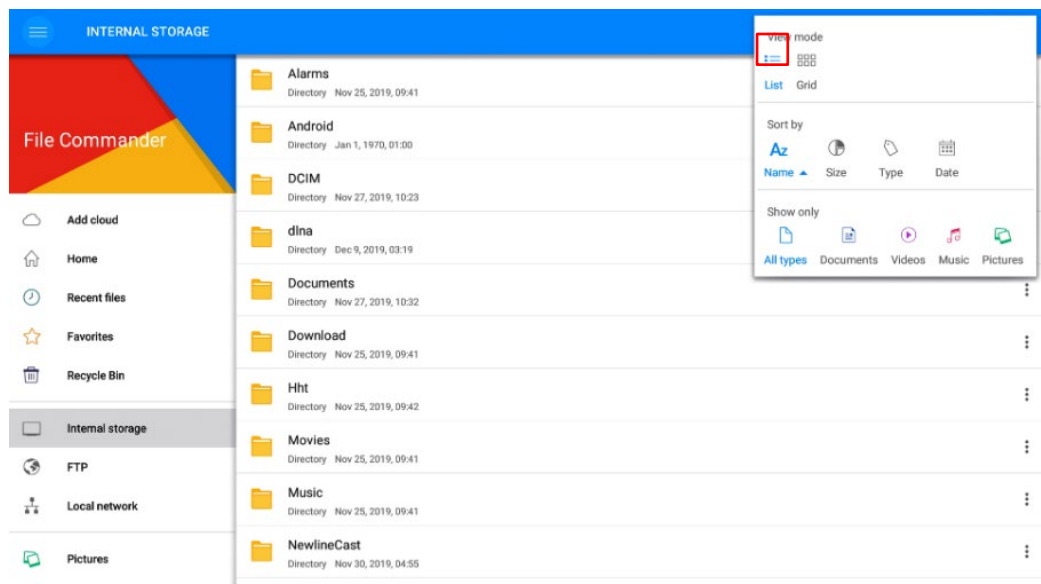 INTERNAL STORAGE
File Commander
Add cloud
Home
Recent files
Favorites
Recycle Bin
Internal storage
FTP
Local network
Pictures
Alarms
Directory Nov 25, 2019, 09:41
Android
Directory Jan 1, 1970, 01:00
DCIM
Directory Nov 27, 2019, 10:23
dlna
Directory Dec 9, 2019, 03:19
Documents
Directory Nov 27, 2019, 10:32
Download
Directory Nov 25, 2019, 09:41
Hht
Directory Nov 25, 2019, 09:42
Movies
Directory Nov 25, 2019, 09:41
Music
Directory Nov 25, 2019, 09:41
NewlineCast
Directory Nov 30, 2019, 04:55
View mode
List Grid
Sort by
Az
Name Size Type Date
Show only
All types Documents Videos Music Pictures